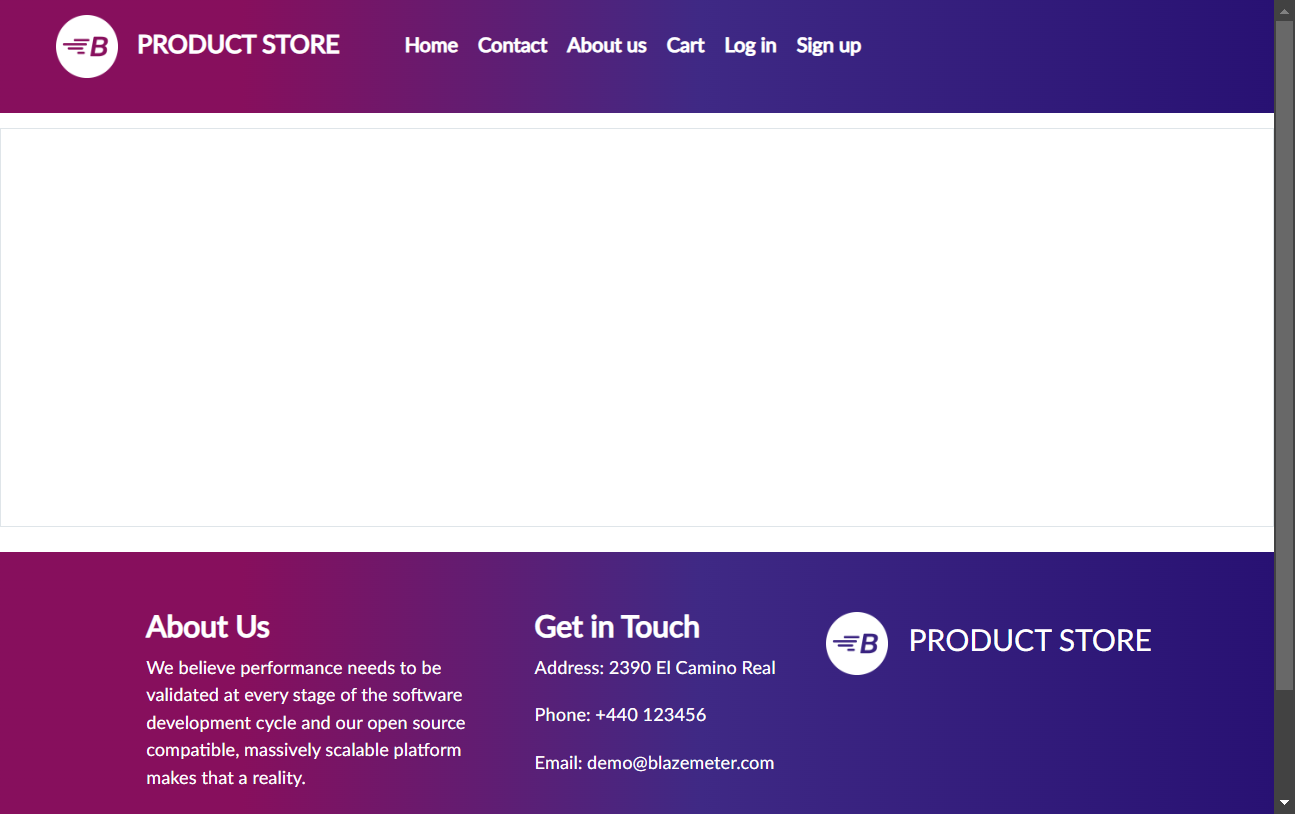 B PRODUCT STORE Home Contact About us Cart Log in Sign up
About Us
We believe performance needs to be
validated at every stage of the software
development cycle and our open source
compatible, massively scalable platform
makes that a reality.
Get in Touch
Address: 2390 El Camino Real
Phone: +440 123456
Email: demo@blazemeter.com
B PRODUCT STORE